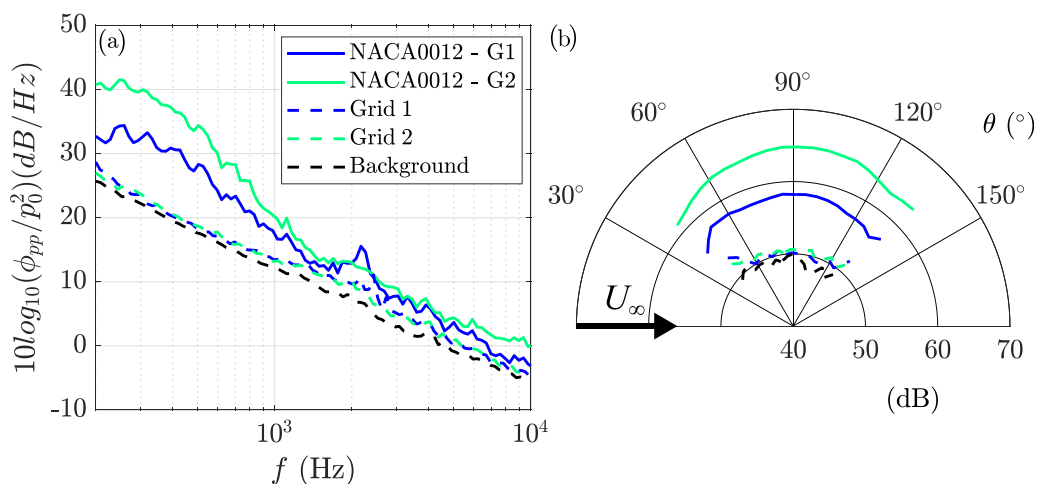 (a)
50
40
30
20
10
0
-10
10log₁₀(ϕₚₚ/p₀²)(dB/Hz)
NACA0012 - G1
NACA0012 - G2
Grid 1
Grid 2
Background
10³
10⁴
f (Hz)
(b)
30°
60°
90°
120°
150°
θ (°)
U∞
40
50
60
70
(dB)